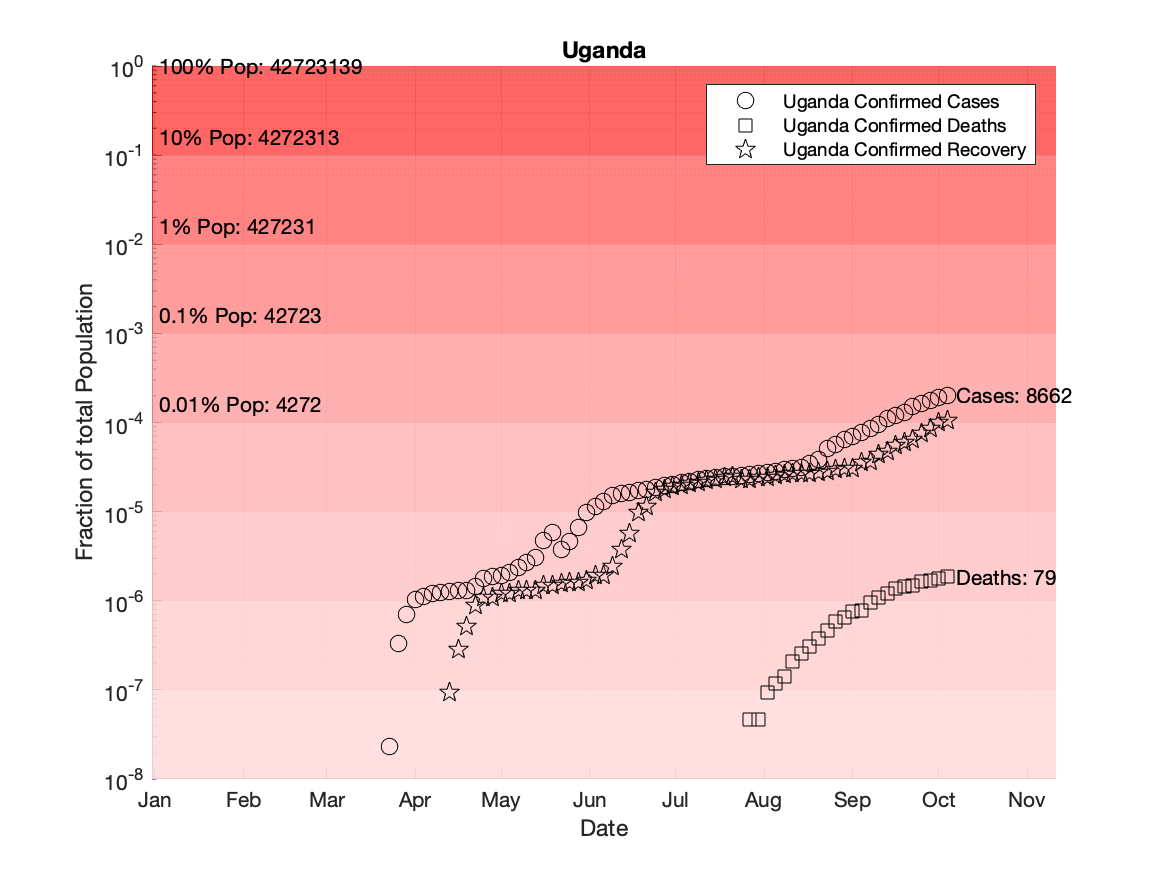 Uganda
10^0
10^-1
10^-2
10^-3
10^-4
10^-5
10^-6
10^-7
10^-8
Fraction of total Population
100% Pop: 42723139
10% Pop: 4272313
1% Pop: 427231
0.1% Pop: 42723
0.01% Pop: 4272
Uganda Confirmed Cases
Uganda Confirmed Deaths
Uganda Confirmed Recovery
Cases: 8662
Deaths: 79
Jan Feb Mar Apr May Jun Jul Aug Sep Oct Nov
Date